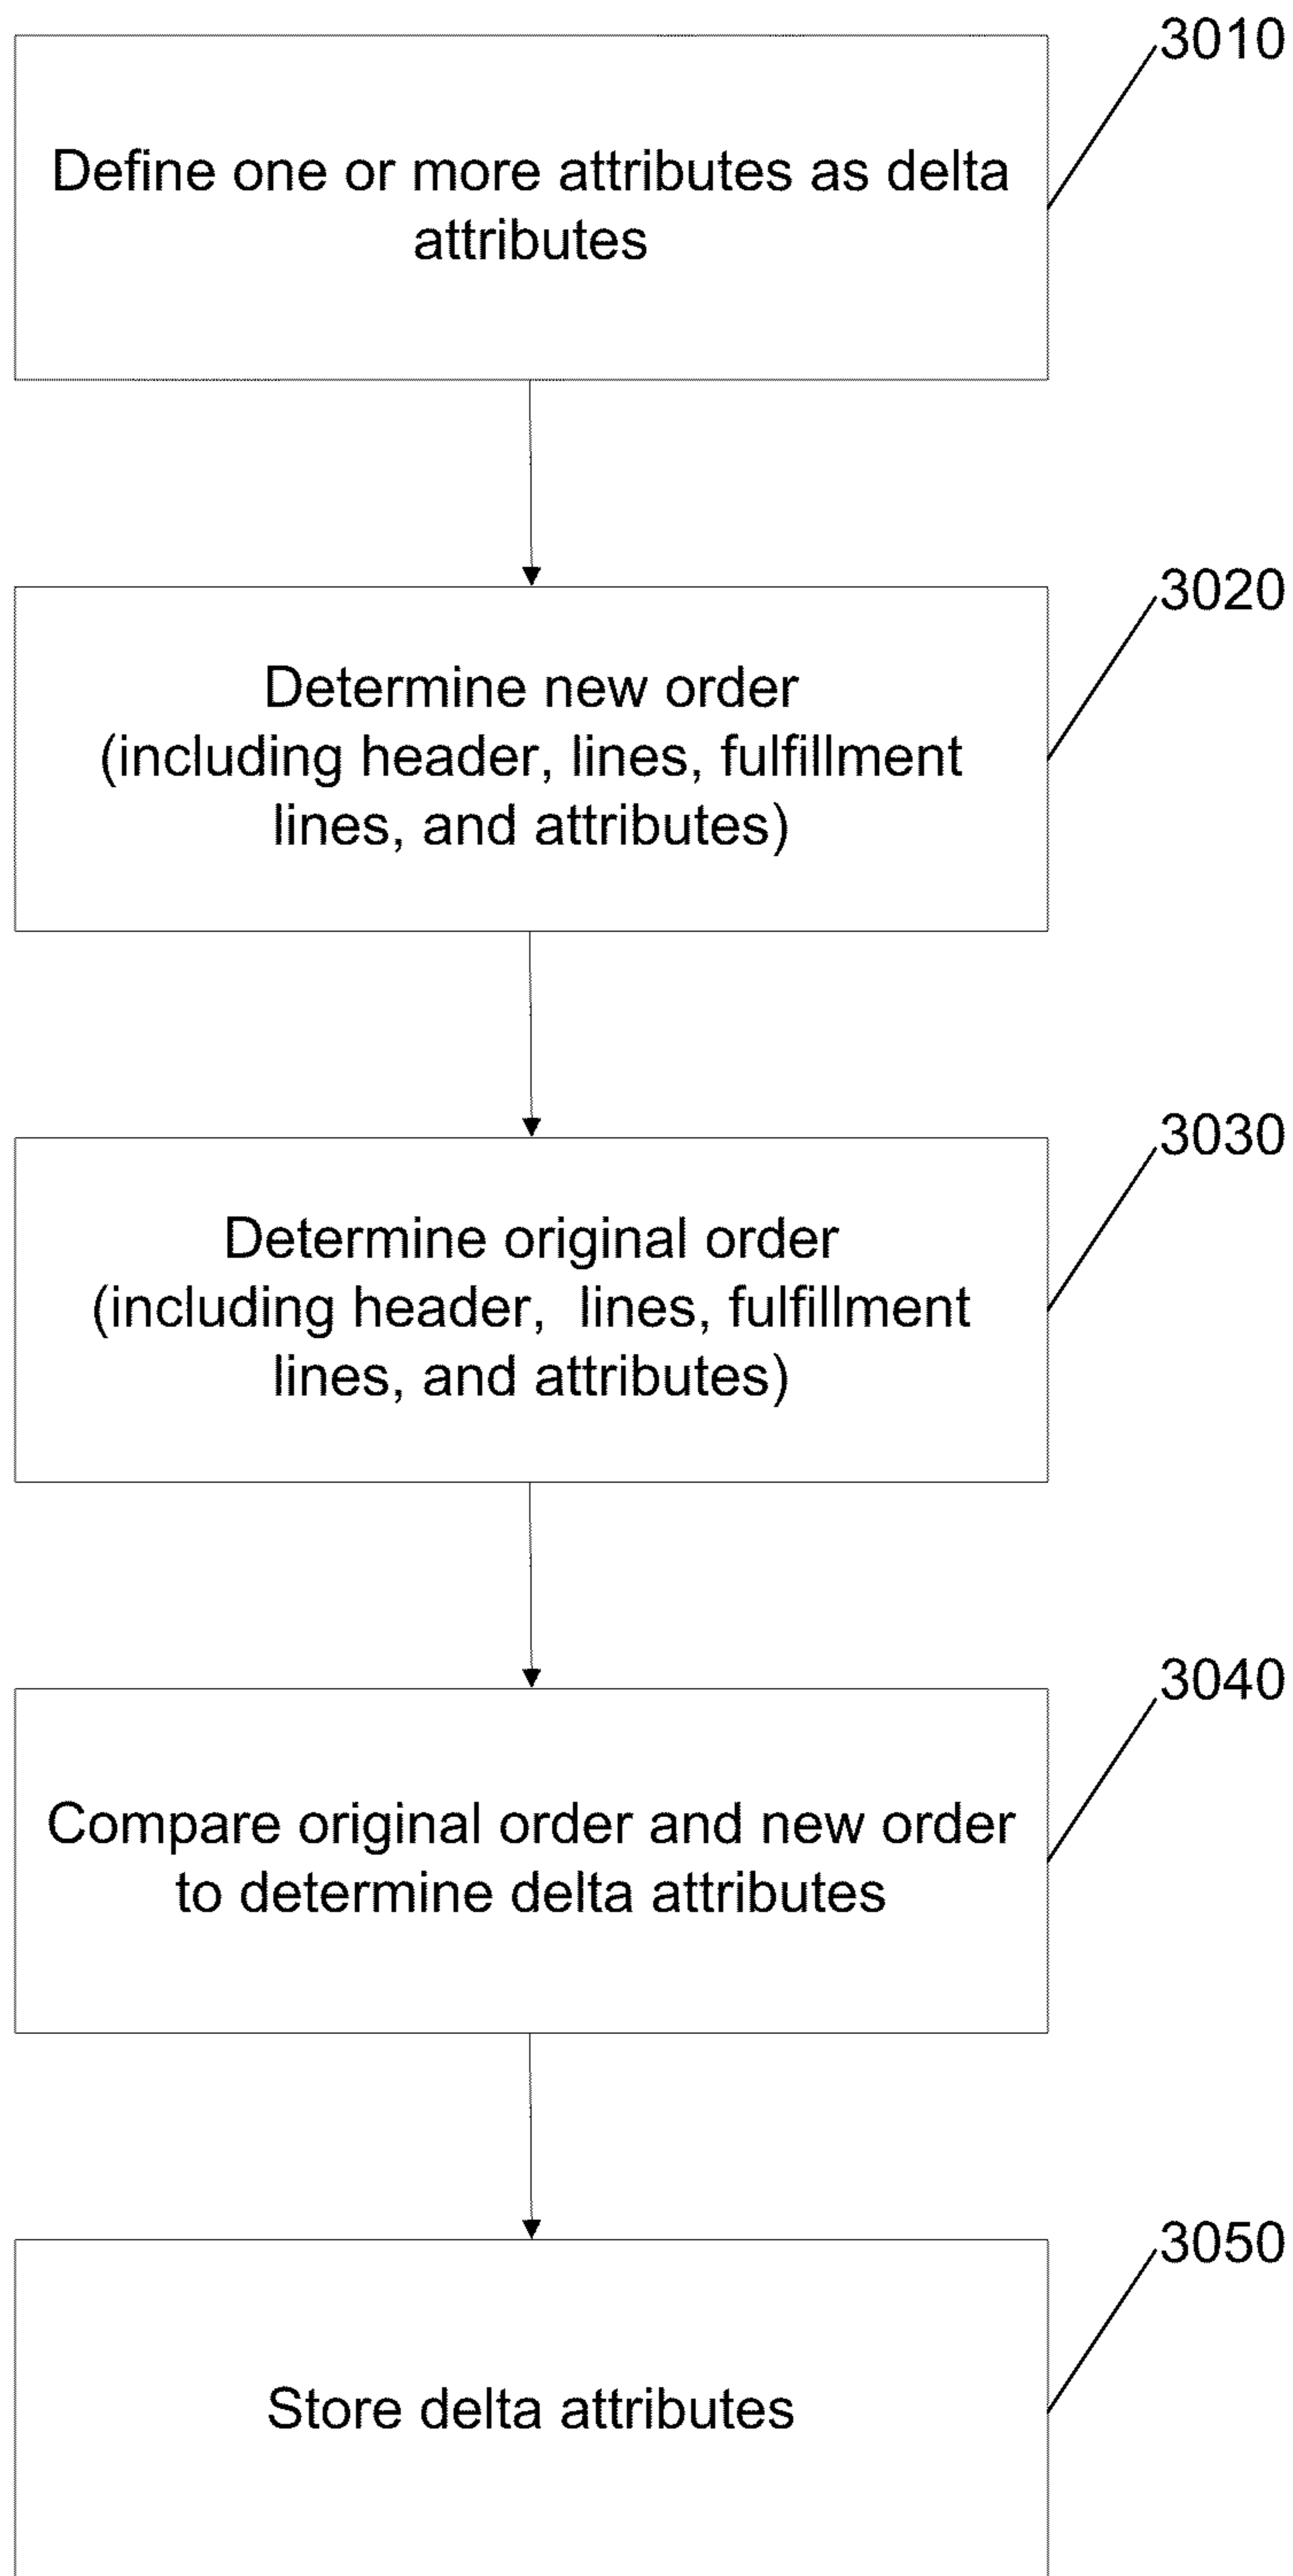 3010
Define one or more attributes as delta
attributes
3020
Determine new order
(including header, lines, fulfillment
lines, and attributes)
3030
Determine original order
(including header,  lines, fulfillment
lines, and attributes)
3040
Compare original order and new order
to determine delta attributes
3050
Store delta attributes